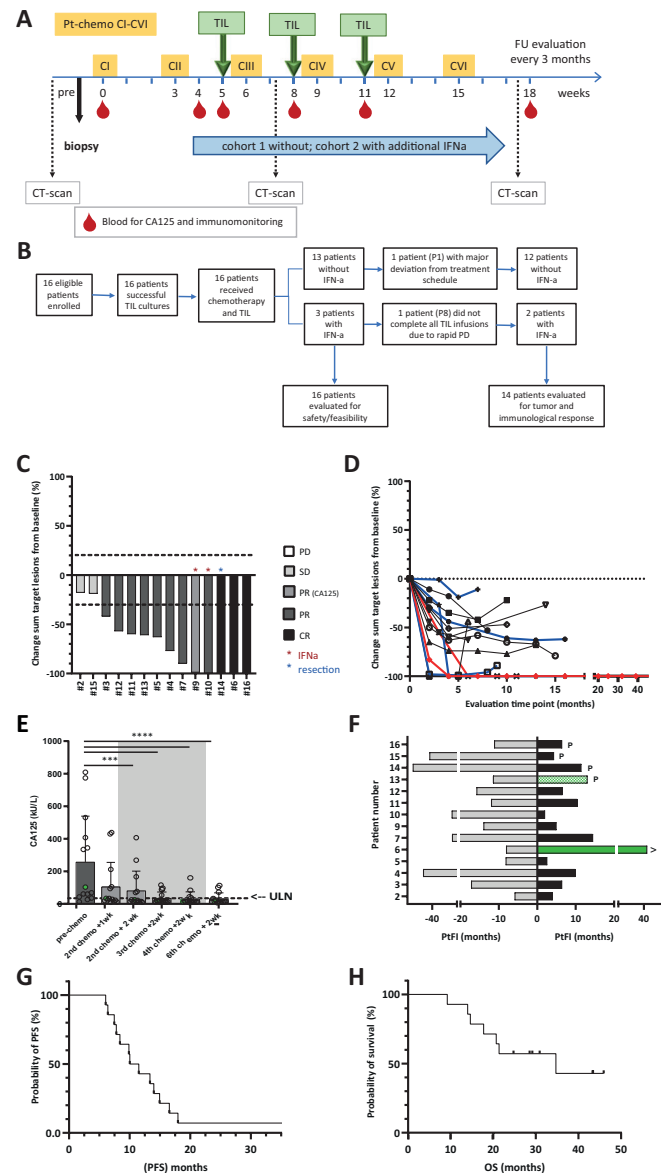 A
Pt-chemo CI-CVI
TIL
TIL
TIL
FU evaluation
every 3 months
CI
CII
CIII
CIV
CV
CVI
pre
0
3
4
5
6
8
9
11
12
15
18
weeks
biopsy
cohort 1 without; cohort 2 with additional IFNa
CT-scan
CT-scan
CT-scan
Blood for CA125 and immunomonitoring
B
16 eligible
patients
enrolled
16 patients
successful
TIL cultures
16 patients
received
chemotherapy
and TIL
13 patients
without
IFN-a
1 patient (P1) with major
deviation from treatment
schedule
12 patients
without
IFN-a
3 patients
with
IFN-a
1 patient (P8) did not
complete all TIL infusions
due to rapid PD
2 patients
with
IFN-a
16 patients
evaluated for
safety/feasibility
14 patients evaluated
for tumor and
immunological response
C
Change sum target lesions from baseline (%)
100
50
0
-50
-100
* * *
#2
#15
#3
#12
#11
#13
#5
#4
#7
#9
#10
#14
#6
#16
PD
SD
PR (CA125)
PR
CR
* IFNa
* resection
D
Change sum target lesions from baseline (%)
100
50
0
-50
-100
0
5
10
15
20
30
40
Evaluation time point (months)
E
CA125 (kU/L)
1000
800
600
400
200
0
****
***
<-- ULN
pre-chemo
2nd chemo +1wk
2nd chemo + 2 wk
3rd chemo +2wk
4th chemo +2w k
6th ch emo + 2wk
F
Patient number
16
15
14
13
12
11
10
9
7
6
5
4
3
2
P
P
P
P
>
-40
-20
0
20
40
PtFI (months)
PtFI (months)
G
Probability of PFS (%)
100
50
0.0
0
10
20
30
(PFS) months
H
Probability of survival (%)
100
50
0
0
10
20
30
40
50
OS (months)